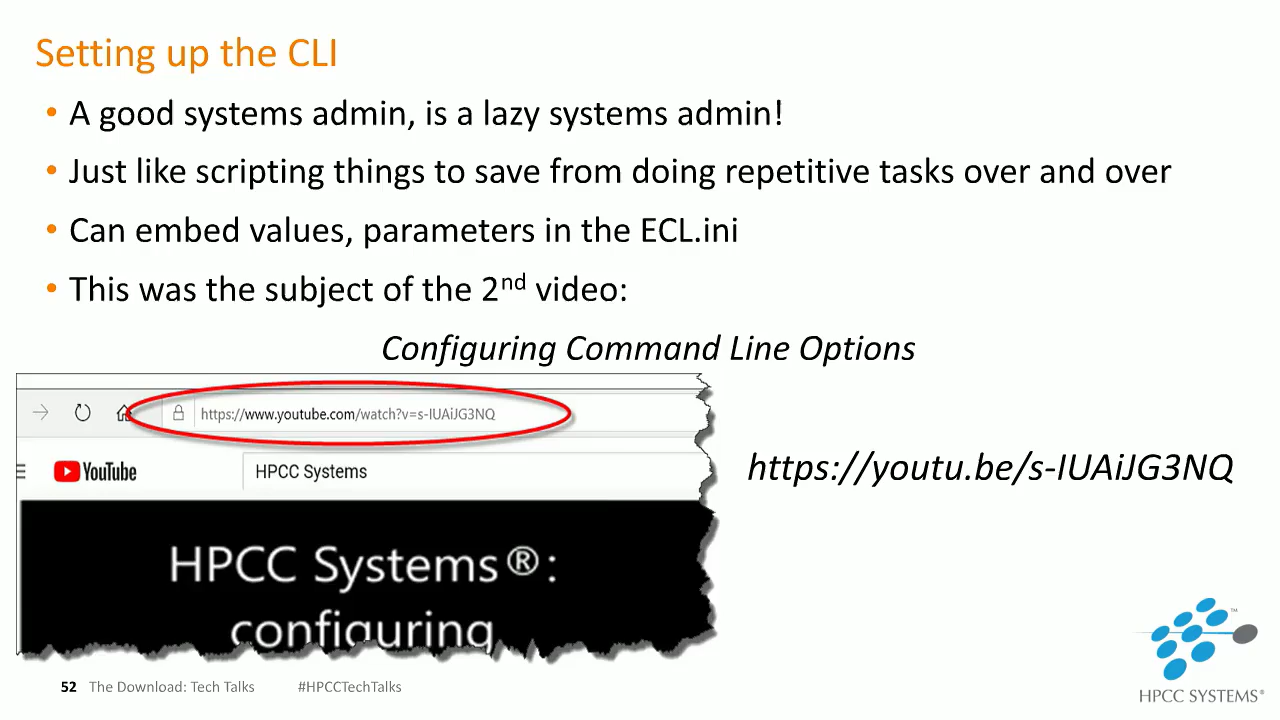 Setting up the CLI
• A good systems admin, is a lazy systems admin!
• Just like scripting things to save from doing repetitive tasks over and over
• Can embed values, parameters in the ECL.ini
• This was the subject of the 2nd video:
Configuring Command Line Options
https://www.youtube.com/watch?v=s-IUAiJG3NQ
YouTube
HPCC Systems
https://youtu.be/s-IUAiJG3NQ
HPCC Systems®:
configuring
52 The Download: Tech Talks #HPCCTechTalks
™
HPCC SYSTEMS®